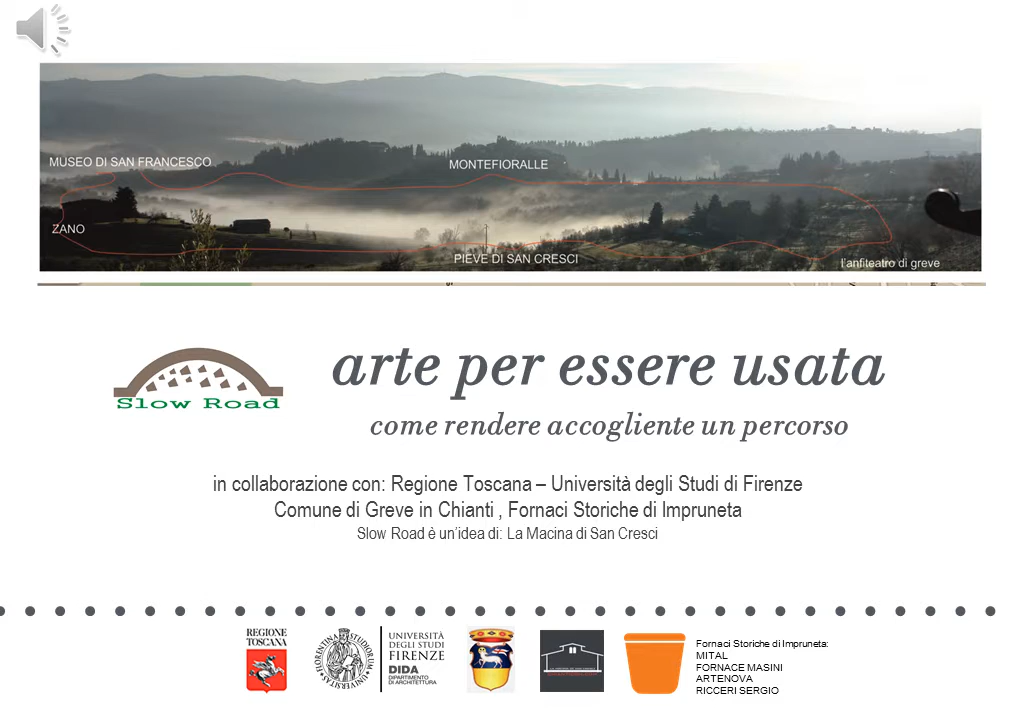 MUSEO DI SAN FRANCESCO
MONTEFIORALLE
ZANO
PIEVE DI SAN CRESCI
l'anfiteatro di greve
Slow Road
arte per essere usata
come rendere accogliente un percorso
in collaborazione con: Regione Toscana – Università degli Studi di Firenze
Comune di Greve in Chianti , Fornaci Storiche di Impruneta
Slow Road è un'idea di: La Macina di San Cresci
REGIONE
TOSCANA
FLORENTINA STUDIORUM UNIVERSITAS
UNIVERSITÀ
DEGLI STUDI
FIRENZE
DIDA
DIPARTIMENTO
DI ARCHITETTURA
Fornaci Storiche di Impruneta:
MITAL
FORNACE MASINI
ARTENOVA
RICCERI SERGIO